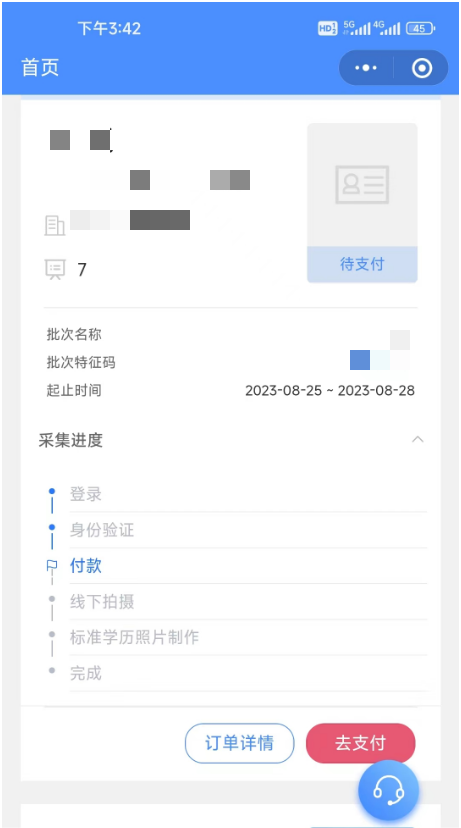 下午3:42
HD 5G 4G 45
首页
7
待支付
批次名称
批次特征码
起止时间 2023-08-25 ~ 2023-08-28
采集进度
登录
身份验证
付款
线下拍摄
标准学历照片制作
完成
订单详情 去支付